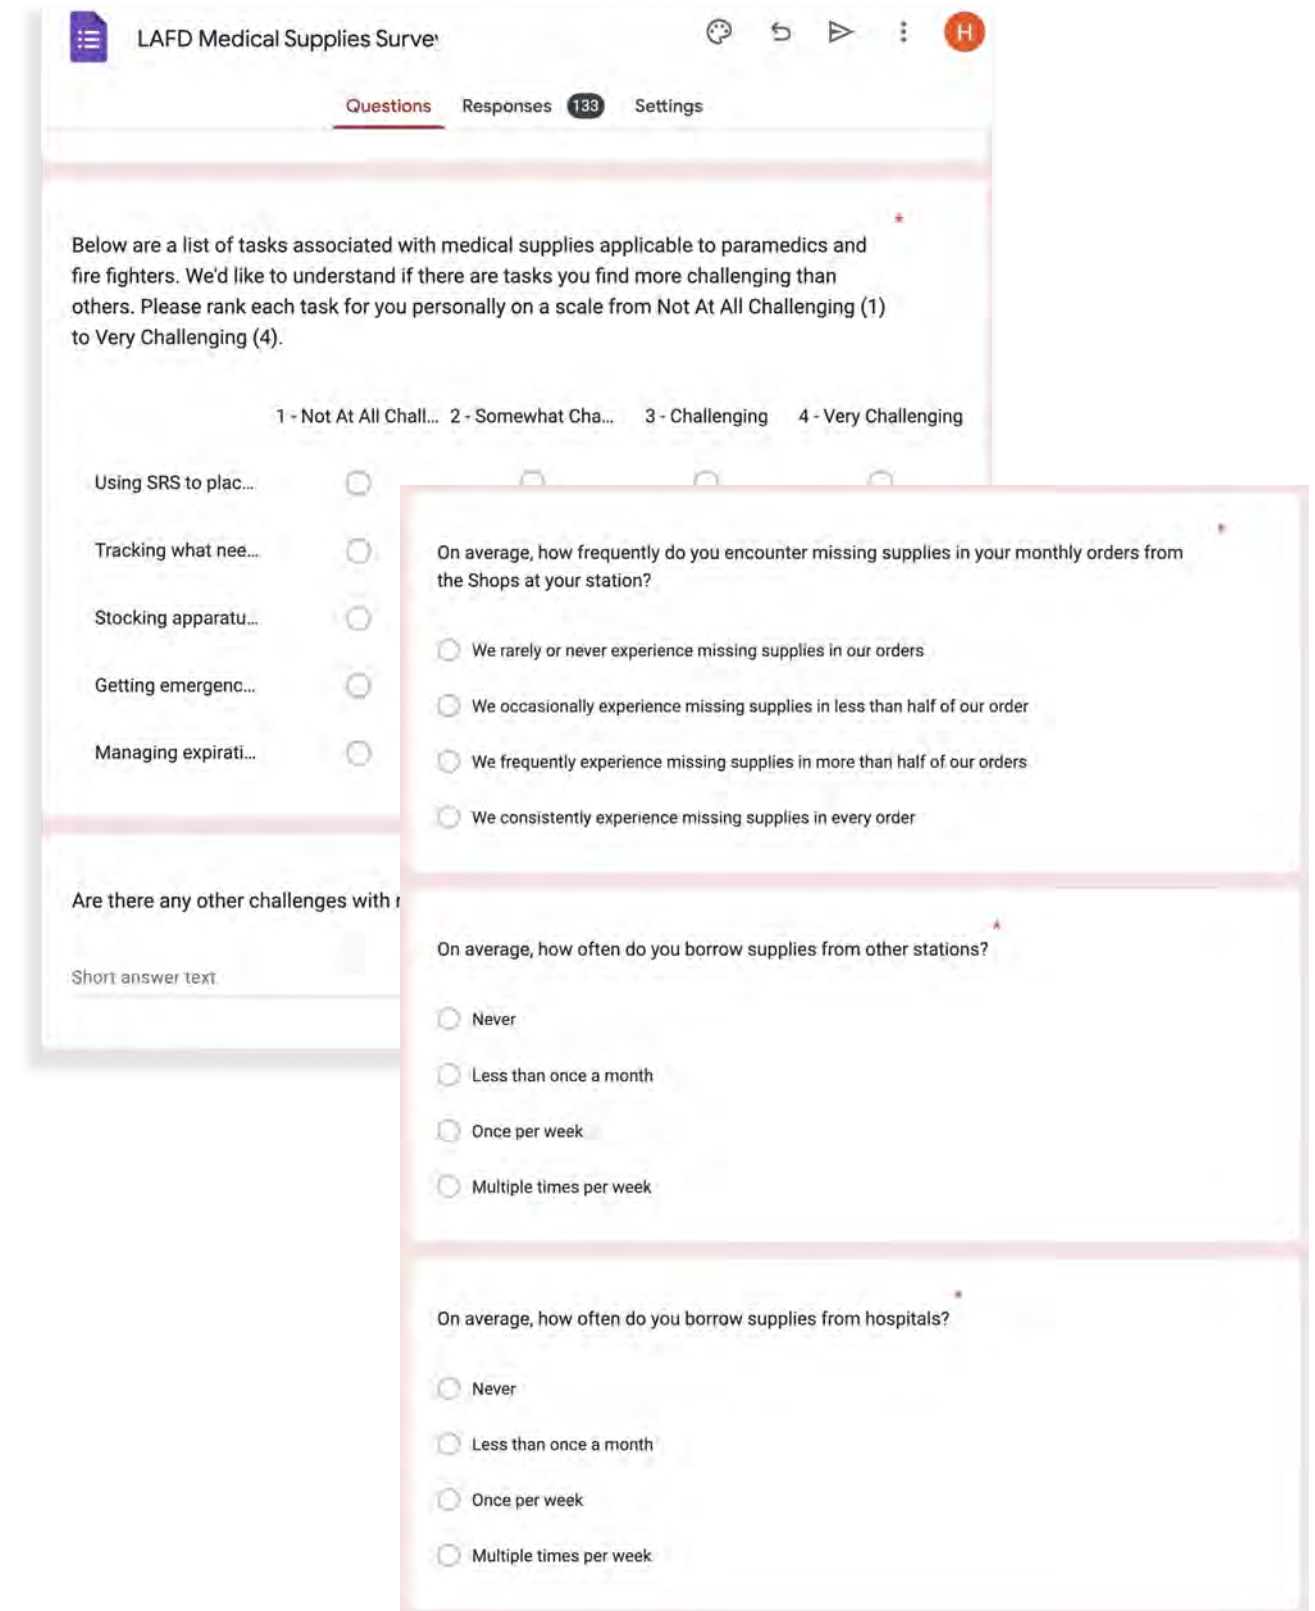 LAFD Medical Supplies Survey
H
Questions Responses 133 Settings
*
Below are a list of tasks associated with medical supplies applicable to paramedics and
fire fighters. We'd like to understand if there are tasks you find more challenging than
others. Please rank each task for you personally on a scale from Not At All Challenging (1)
to Very Challenging (4).
1 - Not At All Chall... 2 - Somewhat Cha... 3 - Challenging 4 - Very Challenging
Using SRS to plac...
Tracking what nee...
Stocking apparatu...
Getting emergenc...
Managing expirati...
Are there any other challenges with
Short answer text
*
On average, how frequently do you encounter missing supplies in your monthly orders from
the Shops at your station?
We rarely or never experience missing supplies in our orders
We occasionally experience missing supplies in less than half of our order
We frequently experience missing supplies in more than half of our orders
We consistently experience missing supplies in every order
*
On average, how often do you borrow supplies from other stations?
Never
Less than once a month
Once per week
Multiple times per week
*
On average, how often do you borrow supplies from hospitals?
Never
Less than once a month
Once per week
Multiple times per week